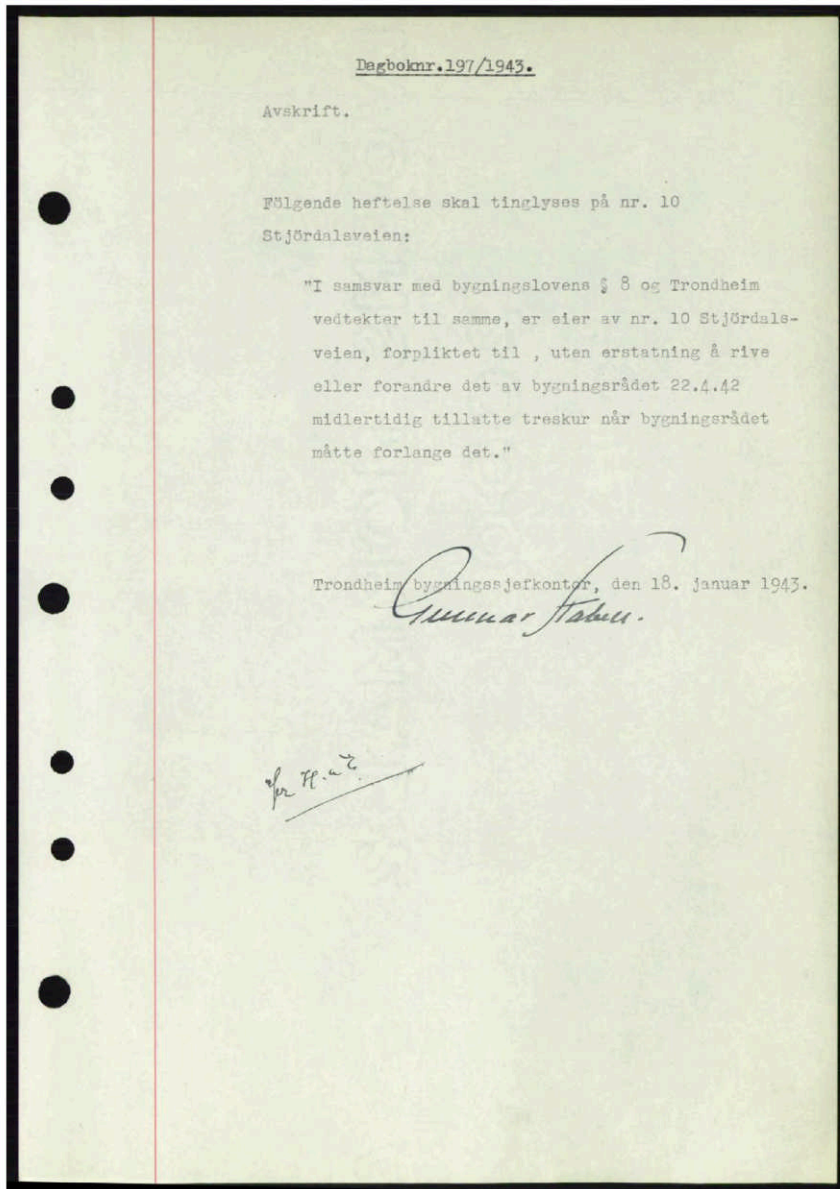 Dagboknr.197/1943.
Avskrift.
Fölgende heftelse skal tinglyses på nr. 10
Stjördalsveien:
"I samsvar med bygningslovens § 8 og Trondheim
vedtekter til samme, er eier av nr. 10 Stjördals-
veien, forpliktet til , uten erstatning å rive
eller forandre det av bygningsrådet 22.4.42
midlertidig tillatte treskur når bygningsrådet
måtte forlange det."
Trondheim bygningssjefkontor, den 18. januar 1943.
Gunnar